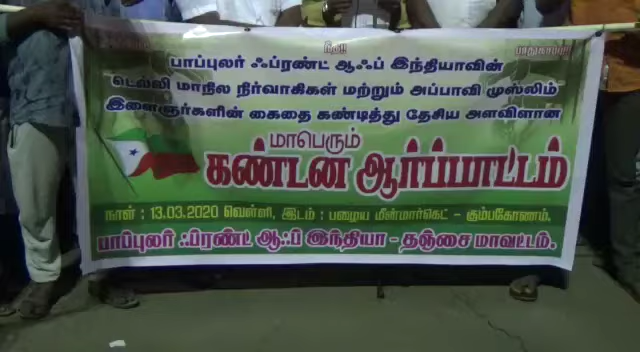 நீதி!
பாதுகாப்பு!
பாப்புலர் ஃப்ரண்ட் ஆஃப் இந்தியாவின்
டெல்லி மாநில நிர்வாகிகள் மற்றும் அப்பாவி முஸ்லிம்
இளைஞர்களின் கைதை கண்டித்து தேசிய அளவிளான
மாபெரும்
கண்டன ஆர்ப்பாட்டம்
நாள் : 13.03.2020 வெள்ளி, இடம் : பழைய மீன்மார்கெட் - கும்பகோணம்.
பாப்புலர் ஃப்ரண்ட் ஆஃப் இந்தியா - தஞ்சை மாவட்டம்.